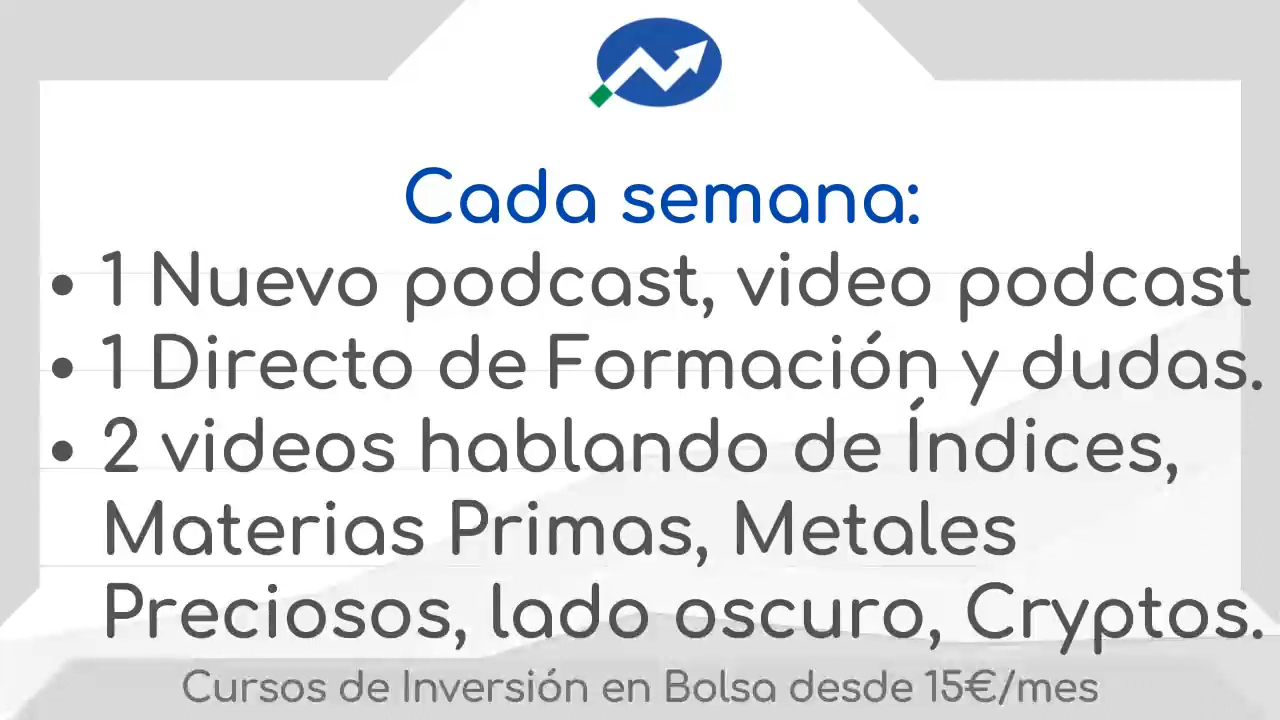 Cada semana:
• 1 Nuevo podcast, video podcast
• 1 Directo de Formación y dudas.
• 2 videos hablando de Índices,
Materias Primas, Metales
Preciosos, lado oscuro, Cryptos.
Cursos de Inversión en Bolsa desde 15€/mes